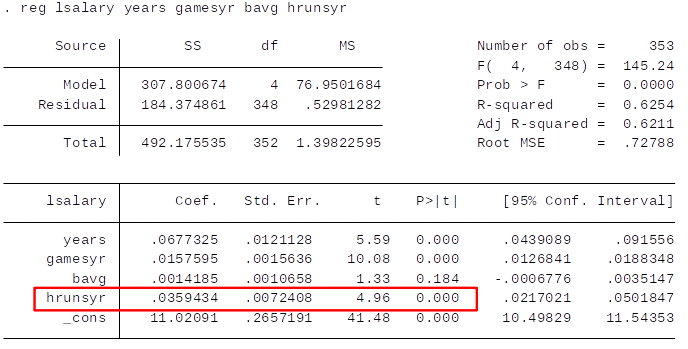 . reg lsalary years gamesyr bavg hrunsyr
Source SS df MS Number of obs = 353
F( 4, 348) = 145.24
Model 307.800674 4 76.9501684 Prob > F = 0.0000
Residual 184.374861 348 .52981282 R-squared = 0.6254
Adj R-squared = 0.6211
Total 492.175535 352 1.39822595 Root MSE = .72788
lsalary Coef. Std. Err. t P>|t| [95% Conf. Interval]
years .0677325 .0121128 5.59 0.000 .0439089 .091556
gamesyr .0157595 .0015636 10.08 0.000 .0126841 .0188348
bavg .0014185 .0010658 1.33 0.184 -.0006776 .0035147
hrunsyr .0359434 .0072408 4.96 0.000 .0217021 .0501847
_cons 11.02091 .2657191 41.48 0.000 10.49829 11.54353